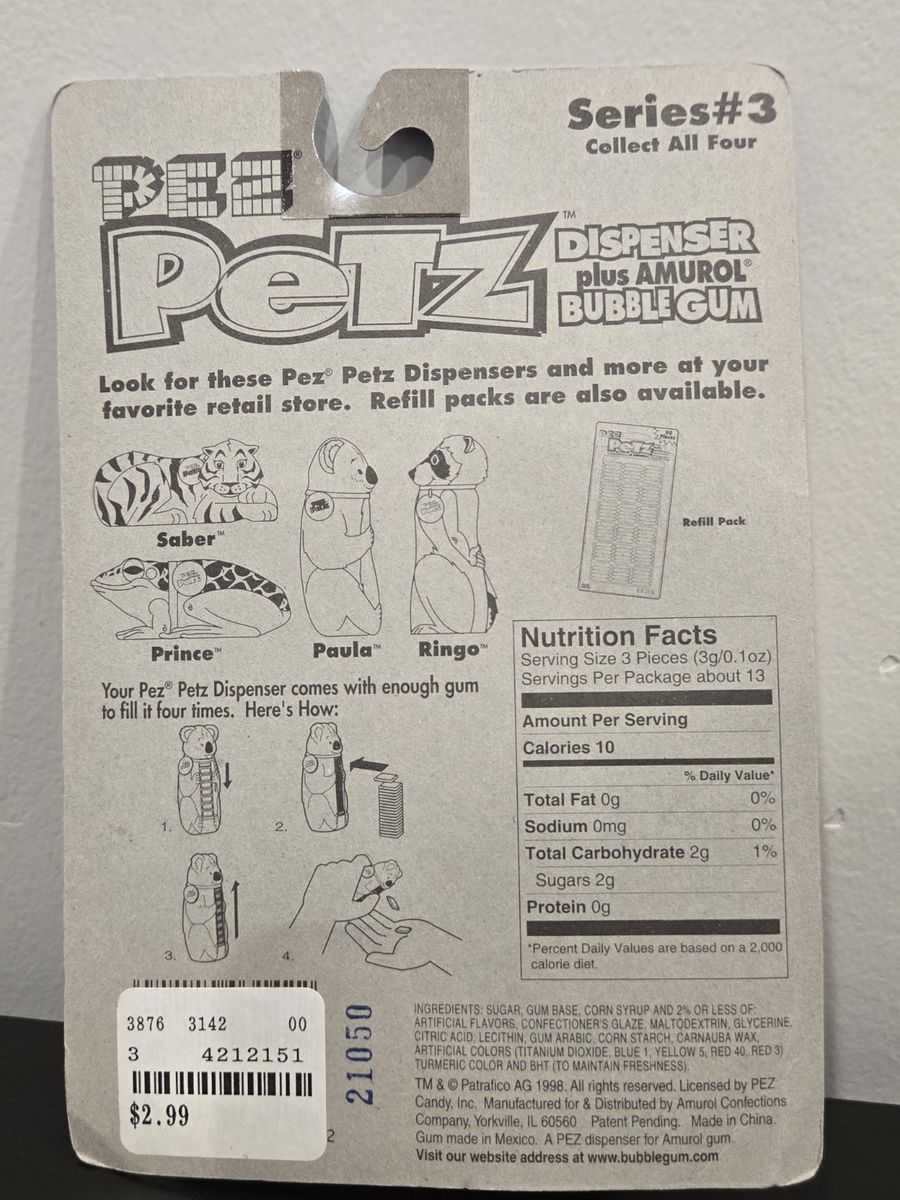 Series#3
Collect All Four
PEZ®
Petz™
DISPENSER
plus AMUROL®
BUBBLE GUM
Look for these Pez® Petz Dispensers and more at your
favorite retail store. Refill packs are also available.
Saber™
Prince™
Paula™
Ringo™
Refill Pack
Your Pez® Petz Dispenser comes with enough gum
to fill it four times. Here's How:
1.
2.
3.
4.
Nutrition Facts
Serving Size 3 Pieces (3g/0.1oz)
Servings Per Package about 13
Amount Per Serving
Calories 10
% Daily Value*
Total Fat 0g 0%
Sodium 0mg 0%
Total Carbohydrate 2g 1%
Sugars 2g
Protein 0g
*Percent Daily Values are based on a 2,000
calorie diet.
3876 3142 00
3 4212151
$2.99
2
21050
INGREDIENTS: SUGAR, GUM BASE, CORN SYRUP AND 2% OR LESS OF:
ARTIFICIAL FLAVORS, CONFECTIONER'S GLAZE, MALTODEXTRIN, GLYCERINE,
CITRIC ACID, LECITHIN, GUM ARABIC, CORN STARCH, CARNAUBA WAX,
ARTIFICIAL COLORS (TITANIUM DIOXIDE, BLUE 1, YELLOW 5, RED 40, RED 3)
TURMERIC COLOR AND BHT (TO MAINTAIN FRESHNESS).
TM & © Patrafico AG 1998. All rights reserved. Licensed by PEZ
Candy, Inc. Manufactured for & Distributed by Amurol Confections
Company, Yorkville, IL 60560 Patent Pending. Made in China.
Gum made in Mexico. A PEZ dispenser for Amurol gum.
Visit our website address at www.bubblegum.com